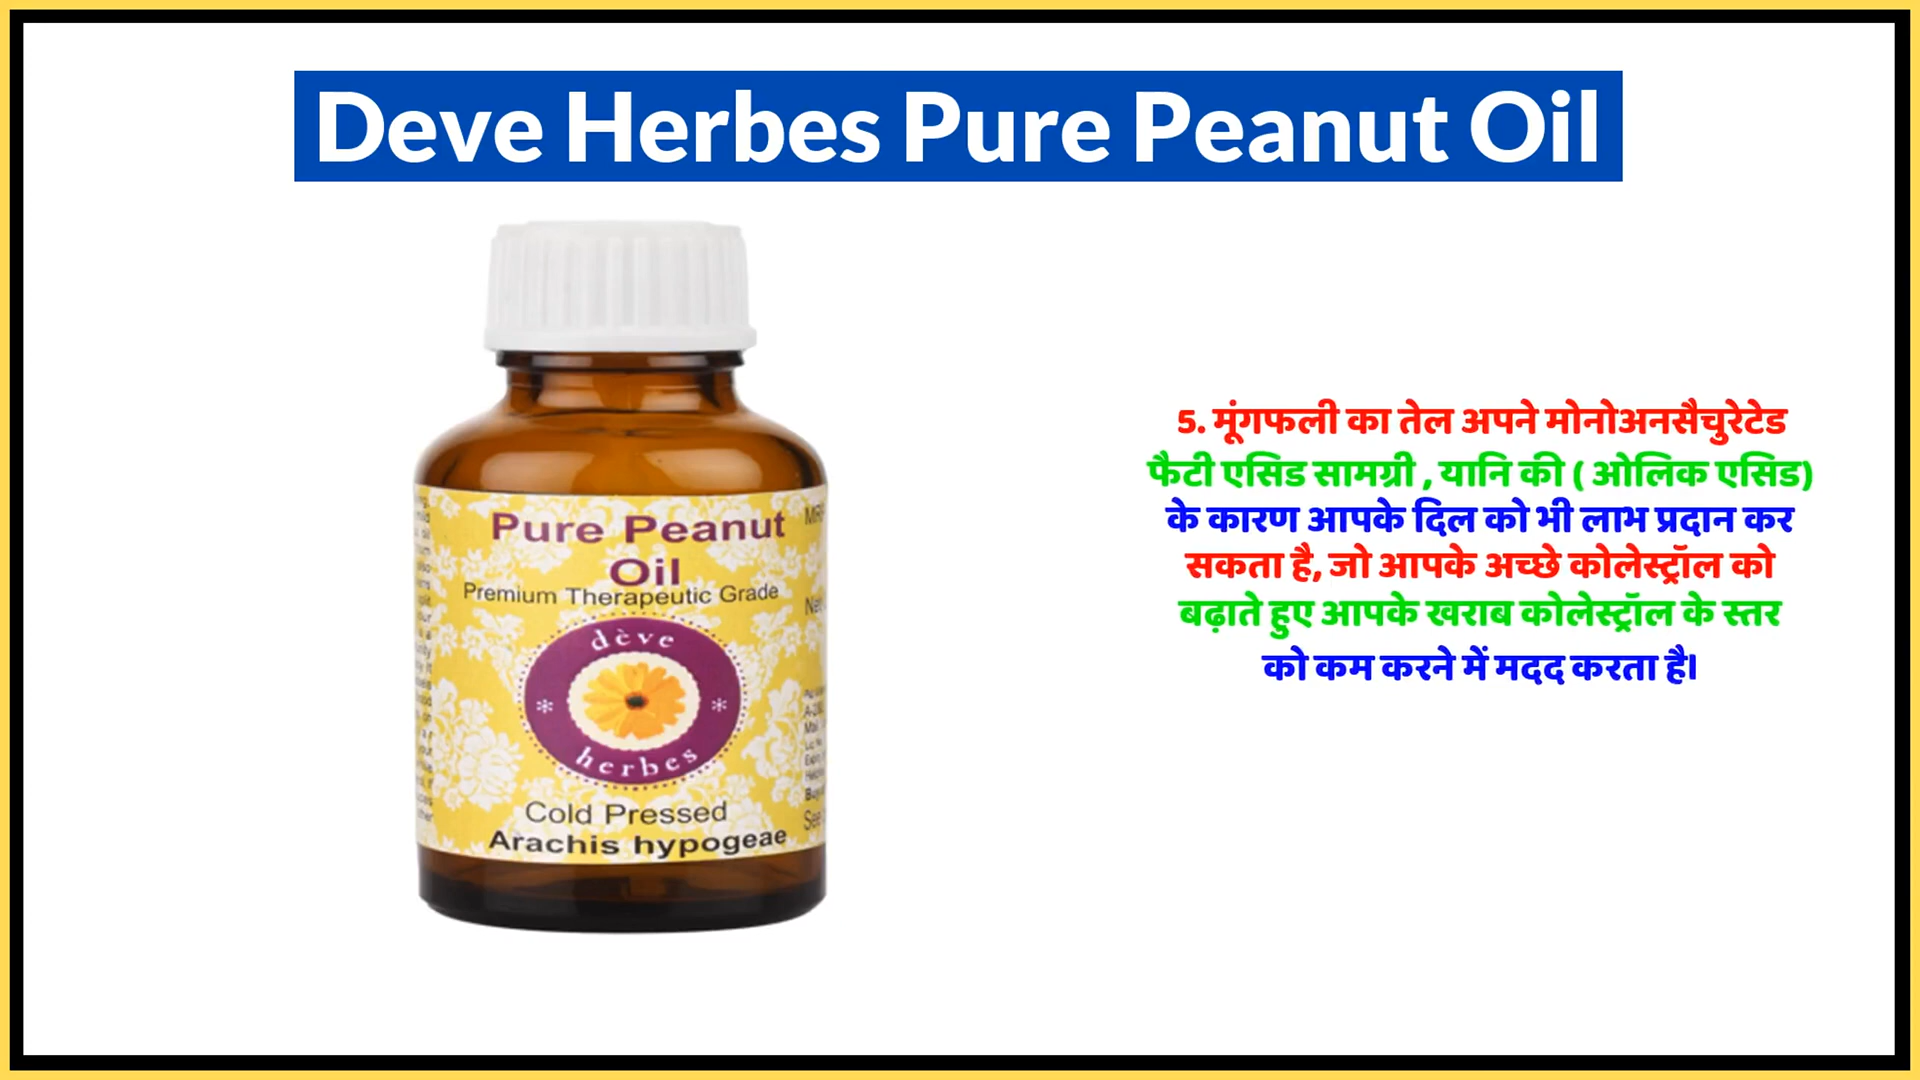 Deve Herbes Pure Peanut Oil
Pure Peanut
Oil
Premium Therapeutic Grade
dève
herbes
Cold Pressed
Arachis hypogeae
5. मूंगफली का तेल अपने मोनोअनसैचुरेटेड
फैटी एसिड सामग्री , यानि की ( ओलिक एसिड)
के कारण आपके दिल को भी लाभ प्रदान कर
सकता है, जो आपके अच्छे कोलेस्ट्रॉल को
बढ़ाते हुए आपके खराब कोलेस्ट्रॉल के स्तर
को कम करने में मदद करता है।